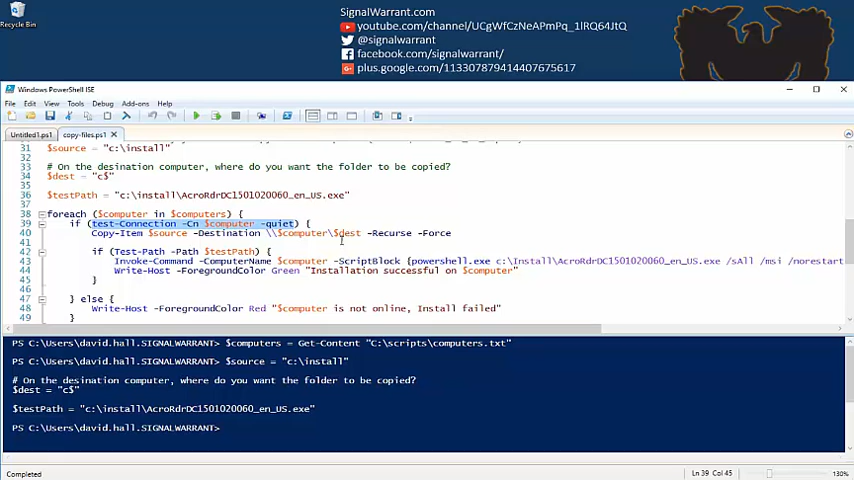 SignalWarrant.com
youtube.com/channel/UCgWfCzNeAPmPq_1lRQ64JtQ
@signalwarrant
facebook.com/signalwarrant/
plus.google.com/113307879414407675617
Recycle Bin
Windows PowerShell ISE
File Edit View Tools Debug Add-ons Help
Untitled1.ps1 copy-files.ps1
31 $source = "c:\install"
32
33 # On the desination computer, where do you want the folder to be copied?
34 $dest = "c$"
35
36 $testPath = "c:\install\AcroRdrDC1501020060_en_US.exe"
37
38 foreach ($computer in $computers) {
39 if (test-Connection -Cn $computer -quiet) {
40 Copy-Item $source -Destination \\$computer\$dest -Recurse -Force
41
42 if (Test-Path -Path $testPath) {
43 Invoke-Command -ComputerName $computer -ScriptBlock {powershell.exe c:\Install\AcroRdrDC1501020060_en_US.exe /sAll /msi /norestart
44 Write-Host -ForegroundColor Green "Installation successful on $computer"
45 }
46
47 } else {
48 Write-Host -ForegroundColor Red "$computer is not online, Install failed"
49 }
PS C:\Users\david.hall.SIGNALWARRANT> $computers = Get-Content "C:\scripts\computers.txt"
PS C:\Users\david.hall.SIGNALWARRANT> $source = "c:\install"
# On the desination computer, where do you want the folder to be copied?
$dest = "c$"
$testPath = "c:\install\AcroRdrDC1501020060_en_US.exe"
PS C:\Users\david.hall.SIGNALWARRANT>
Completed Ln 39 Col 45 130%